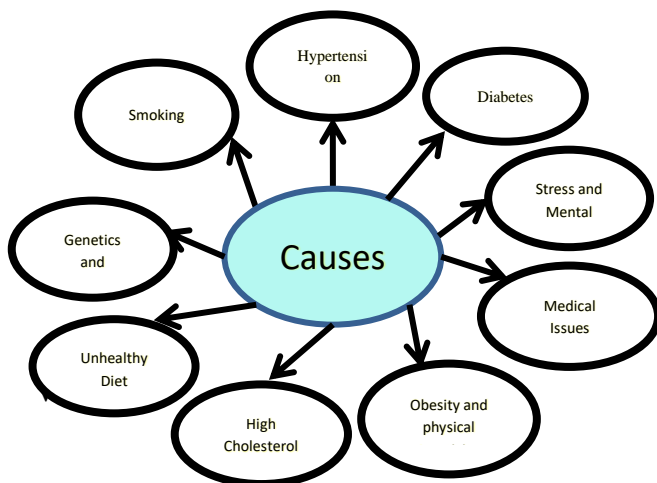 Hypertensi
on
Smoking
Diabetes
Stress and
Mental
Genetics
and
Causes
Medical
Issues
Unhealthy
Diet
Obesity and
physical
High
Cholesterol